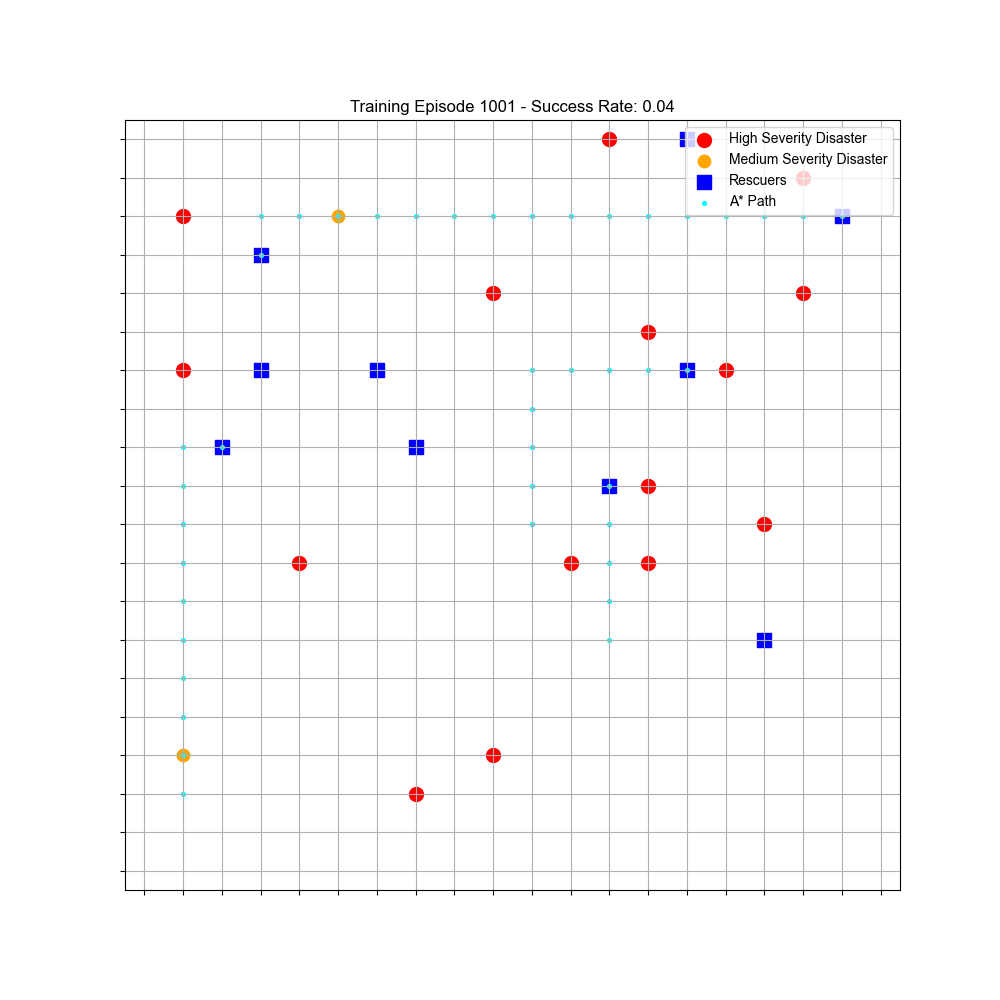 Training Episode 1001 - Success Rate: 0.04
High Severity Disaster
Medium Severity Disaster
Rescuers
A* Path